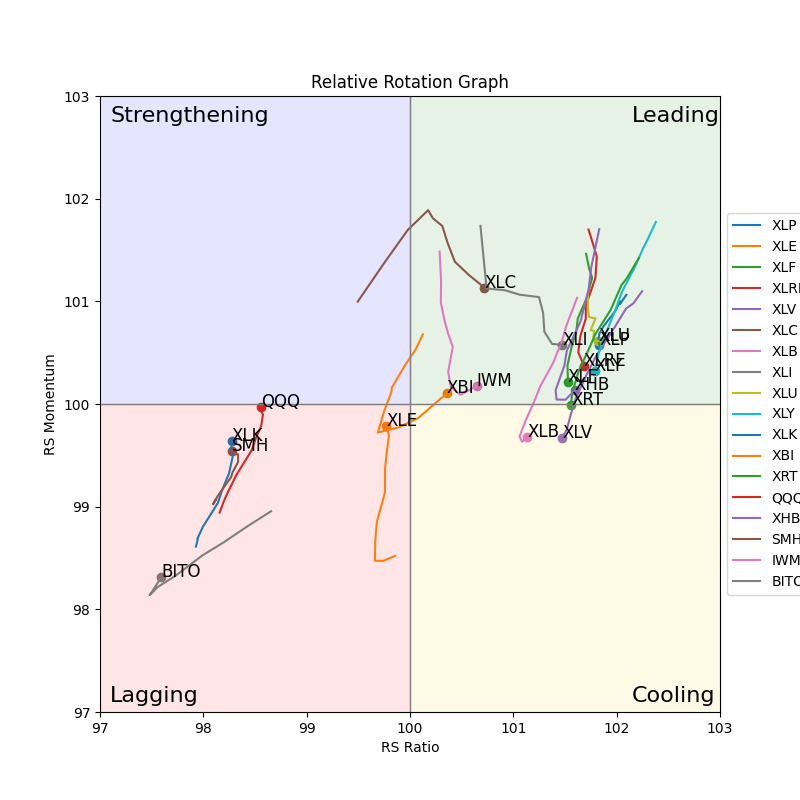 Relative Rotation Graph
103
102
101
100
99
98
97
RS Momentum
Strengthening
Leading
Lagging
Cooling
XLC
XLI
XLU
XLP
XLRE
XLY
XLF
XHB
XRT
XLV
XLB
IWM
XBI
XLE
QQQ
XLK
SMH
BITO
97
98
99
100
101
102
103
RS Ratio
XLP
XLE
XLF
XLR
XLV
XLC
XLB
XLI
XLU
XLY
XLK
XBI
XRT
QQQ
XHB
SMH
IWM
BITO